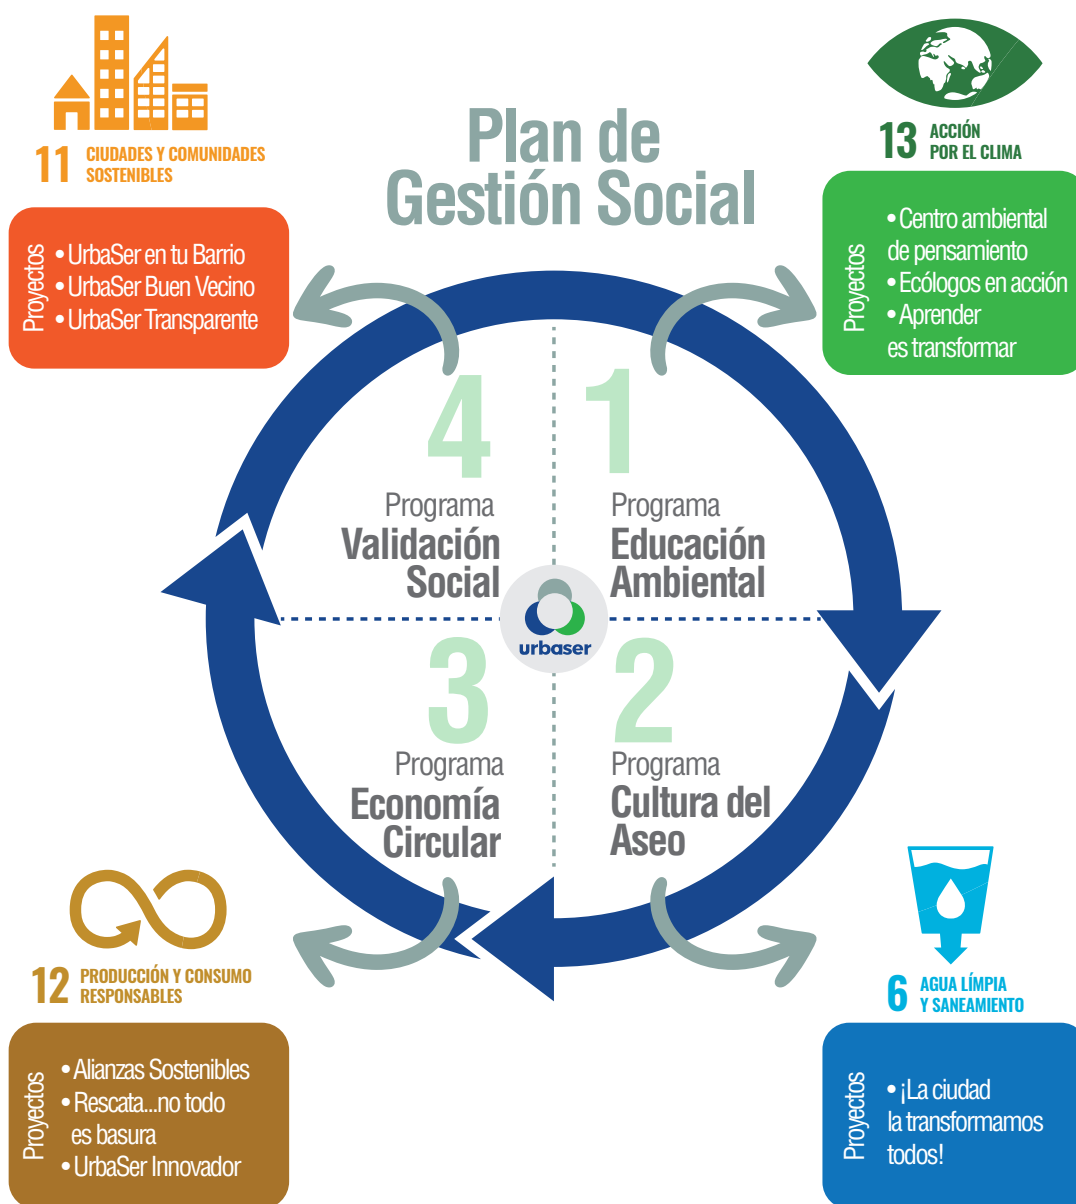 Plan de
Gestión Social
11 CIUDADES Y COMUNIDADES
SOSTENIBLES
Proyectos
• UrbaSer en tu Barrio
• UrbaSer Buen Vecino
• UrbaSer Transparente
13 ACCIÓN
POR EL CLIMA
Proyectos
• Centro ambiental
de pensamiento
• Ecólogos en acción
• Aprender
es transformar
4
Programa
Validación
Social
1
Programa
Educación
Ambiental
urbaser
3
Programa
Economía
Circular
2
Programa
Cultura del
Aseo
12 PRODUCCIÓN Y CONSUMO
RESPONSABLES
Proyectos
• Alianzas Sostenibles
• Rescata...no todo
es basura
• UrbaSer Innovador
6 AGUA LÍMPIA
Y SANEAMIENTO
Proyectos
• ¡La ciudad
la transformamos
todos!